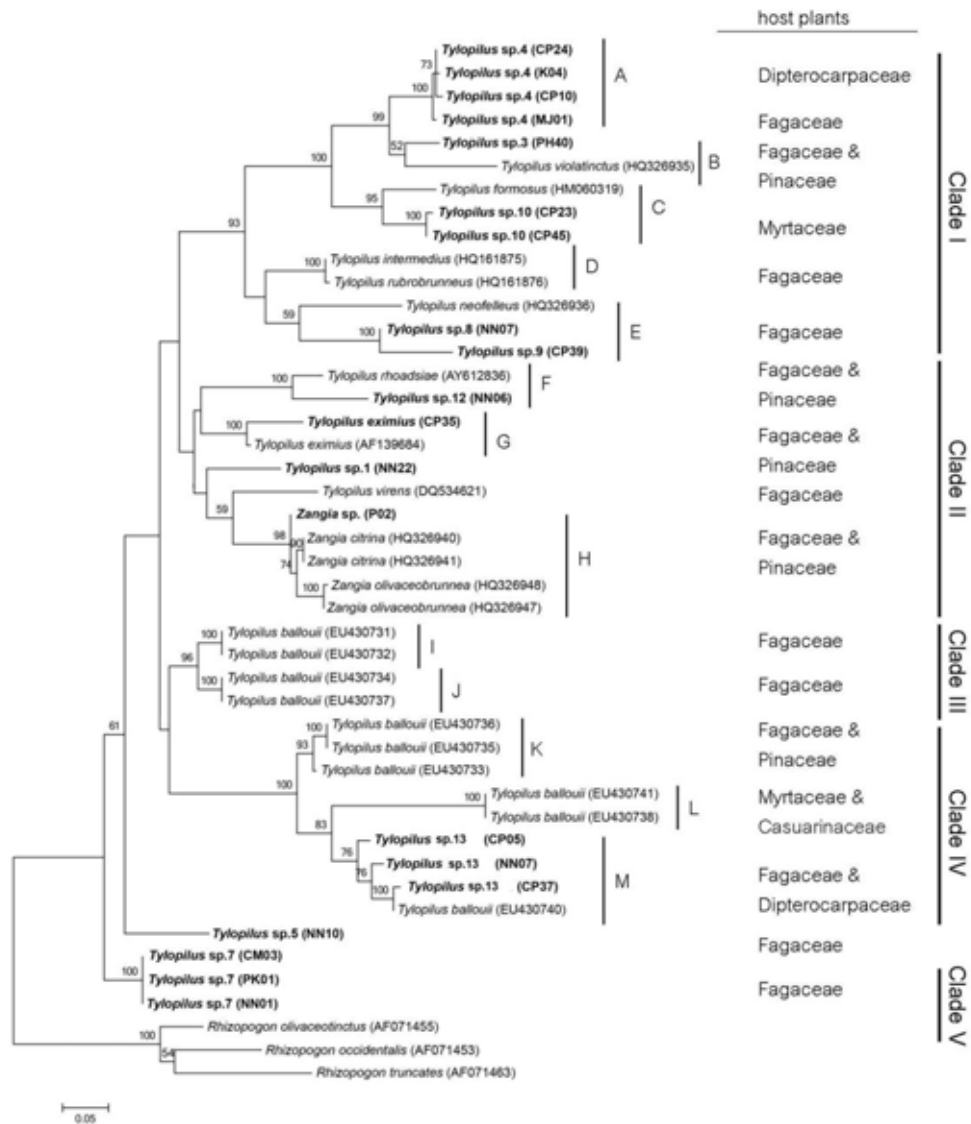 host plants
Tylopilus sp.4 (CP24)
73
A
Tylopilus sp.4 (K04)
Dipterocarpaceae
100
Tylopilus sp.4 (CP10)
99
Tylopilus sp.4 (MJ01)
Fagaceae
Tylopilus sp.3 (PH40)
52
B
Fagaceae &
100
Tylopilus violatinctus (HQ326935)
Pinaceae
Tylopilus formosus (HM060319)
95
C
Tylopilus sp.10 (CP23)
100
Myrtaceae
Tylopilus sp.10 (CP45)
93
Clade I
Tylopilus intermedius (HQ161875)
100
D
Fagaceae
Tylopilus rubrobrunneus (HQ161876)
Tylopilus neofelleus (HQ326936)
59
E
Tylopilus sp.8 (NN07)
Fagaceae
100
Tylopilus sp.9 (CP39)
Tylopilus rhoadsiae (AY612836)
100
F
Fagaceae &
Tylopilus sp.12 (NN06)
Pinaceae
Tylopilus eximius (CP35)
100
G
Fagaceae &
Tylopilus eximius (AF139684)
Tylopilus sp.1 (NN22)
Pinaceae
Tylopilus virens (DQ534621)
Fagaceae
59
Clade II
Zangia sp. (P02)
98
Zangia citrina (HQ326940)
Fagaceae &
74
Zangia citrina (HQ326941)
H
Pinaceae
100
Zangia olivaceobrunnea (HQ326948)
Zangia olivaceobrunnea (HQ326947)
Tylopilus ballouii (EU430731)
100
I
Fagaceae
Tylopilus ballouii (EU430732)
96
Clade III
Tylopilus ballouii (EU430734)
100
J
Fagaceae
Tylopilus ballouii (EU430737)
61
Tylopilus ballouii (EU430736)
100
K
Fagaceae &
93
Tylopilus ballouii (EU430735)
Pinaceae
Tylopilus ballouii (EU430733)
100
Tylopilus ballouii (EU430741)
100
L
Myrtaceae &
Tylopilus ballouii (EU430738)
Casuarinaceae
83
Clade IV
Tylopilus sp.13 (CP05)
76
Tylopilus sp.13 (NN07)
76
M
Fagaceae &
Tylopilus sp.13 (CP37)
100
Dipterocarpaceae
Tylopilus ballouii (EU430740)
Tylopilus sp.5 (NN10)
Fagaceae
Tylopilus sp.7 (CM03)
100
Tylopilus sp.7 (PK01)
Fagaceae
Tylopilus sp.7 (NN01)
Clade V
Rhizopogon olivaceotinctus (AF071455)
100
Rhizopogon occidentalis (AF071453)
54
Rhizopogon truncates (AF071463)
0.05